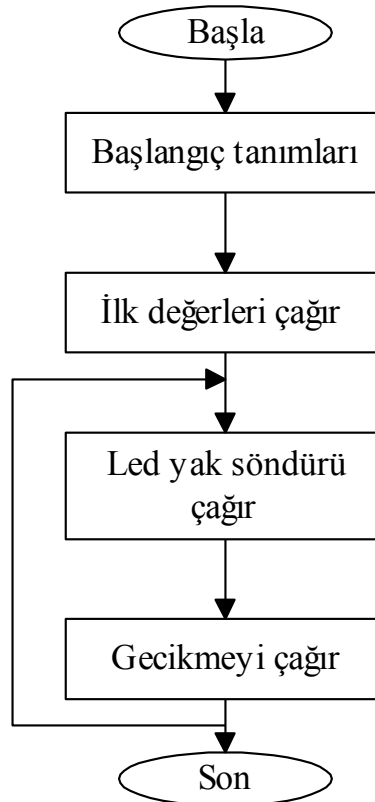 Başla
Başlangıç tanımları
İlk değerleri çağır
Led yak söndürü
çağır
Gecikmeyi çağır
Son